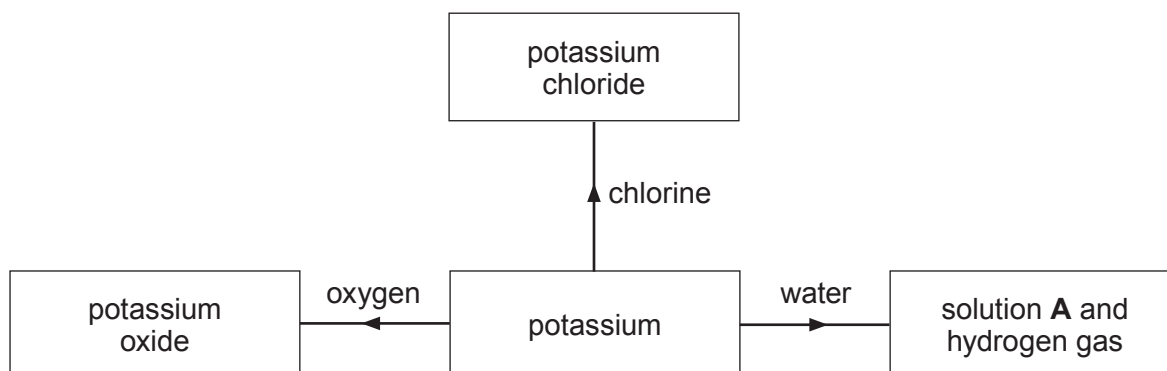 potassium
chloride
chlorine
potassium
oxide
oxygen
potassium
water
solution A and
hydrogen gas